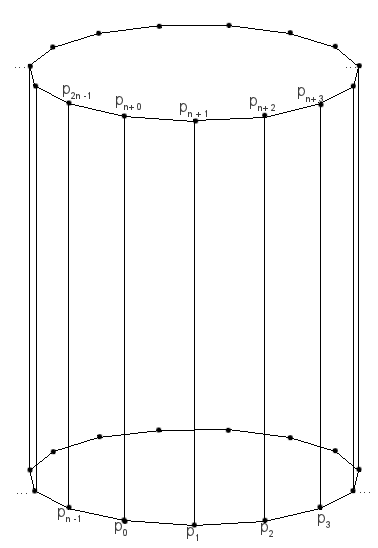 p2n -1 pn+ 0 pn + 1 pn+ 2 pn+ 3
... ...
... ...
pn -1 p0 p1 p2 p3